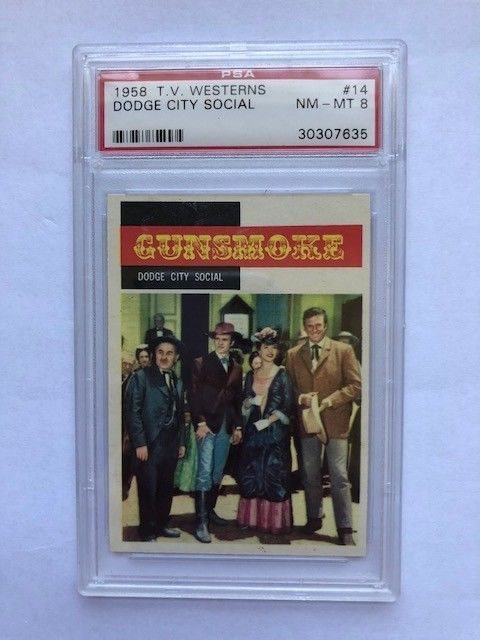 PSA
1958 T.V. WESTERNS #14
DODGE CITY SOCIAL NM - MT 8
30307635
GUNSMOKE
DODGE CITY SOCIAL